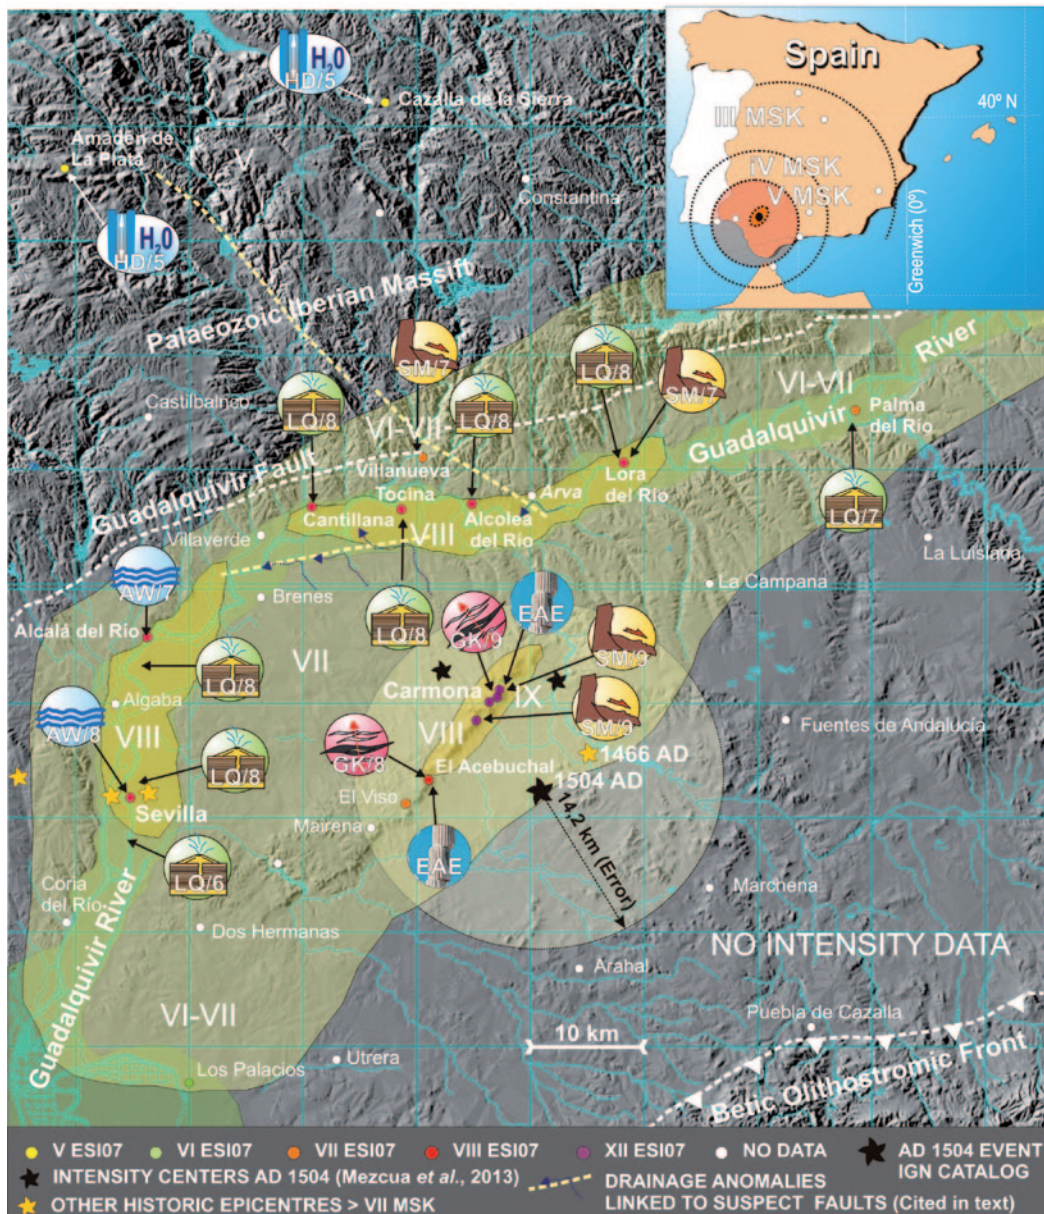 Spain
40º N
III MSK
iV MSK
V MSK
Greenwich (0º)
H₂0
HD/5
Cazalla de la Sierra
Amaden de
La Plata
V
Constantina
H₂0
HD/5
Palaeozoic Iberian Massift
SM/7
LQ/8
SM/7
River
VI-VII
LQ/8
LQ/8
Castilbalnco
VI-VII
Guadalquivir
Palma
del Río
Guadalquivir Fault
Villanueva
Lora
del Río
Tocina
Arva
LQ/7
Cantillana
Alcolea
del Río
VIII
Villaverde
La Luisiana
AW/7
La Campana
Brenes
EAE
Alcalá del Río
LQ/8
GK/9
SM/9
VII
LQ/8
Carmona
IX
Algaba
AW/8
VIII
VIII
SM/9
Fuentes de Andalucía
GK/8
LQ/8
1466 AD
El Acebuchal
1504 AD
El Viso
Sevilla
14,2 km (Error)
Mairena
EAE
LQ/6
Coria
del Río
Marchena
Guadalquivir River
Dos Hermanas
NO INTENSITY DATA
Arahal
VI-VII
Puebla de Cazalla
10 km
Utrera
Los Palacios
Betic Olithostromic Front
V ESI07 VI ESI07 VII ESI07 VIII ESI07 XII ESI07 NO DATA AD 1504 EVENT
IGN CATALOG
INTENSITY CENTERS AD 1504 (Mezcua et al., 2013) DRAINAGE ANOMALIES
OTHER HISTORIC EPICENTRES > VII MSK LINKED TO SUSPECT FAULTS (Cited in text)